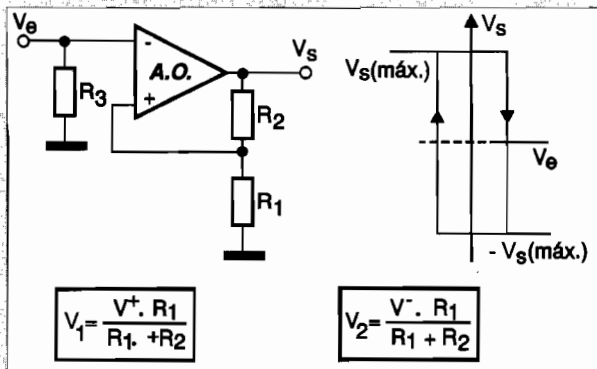 Ve
-
A.O.
+
Vs
R3
R2
R1
Vs
Vs(máx.)
Ve
- Vs(máx.)
V1= V+. R1 / R1. +R2
V2= V-. R1 / R1 + R2